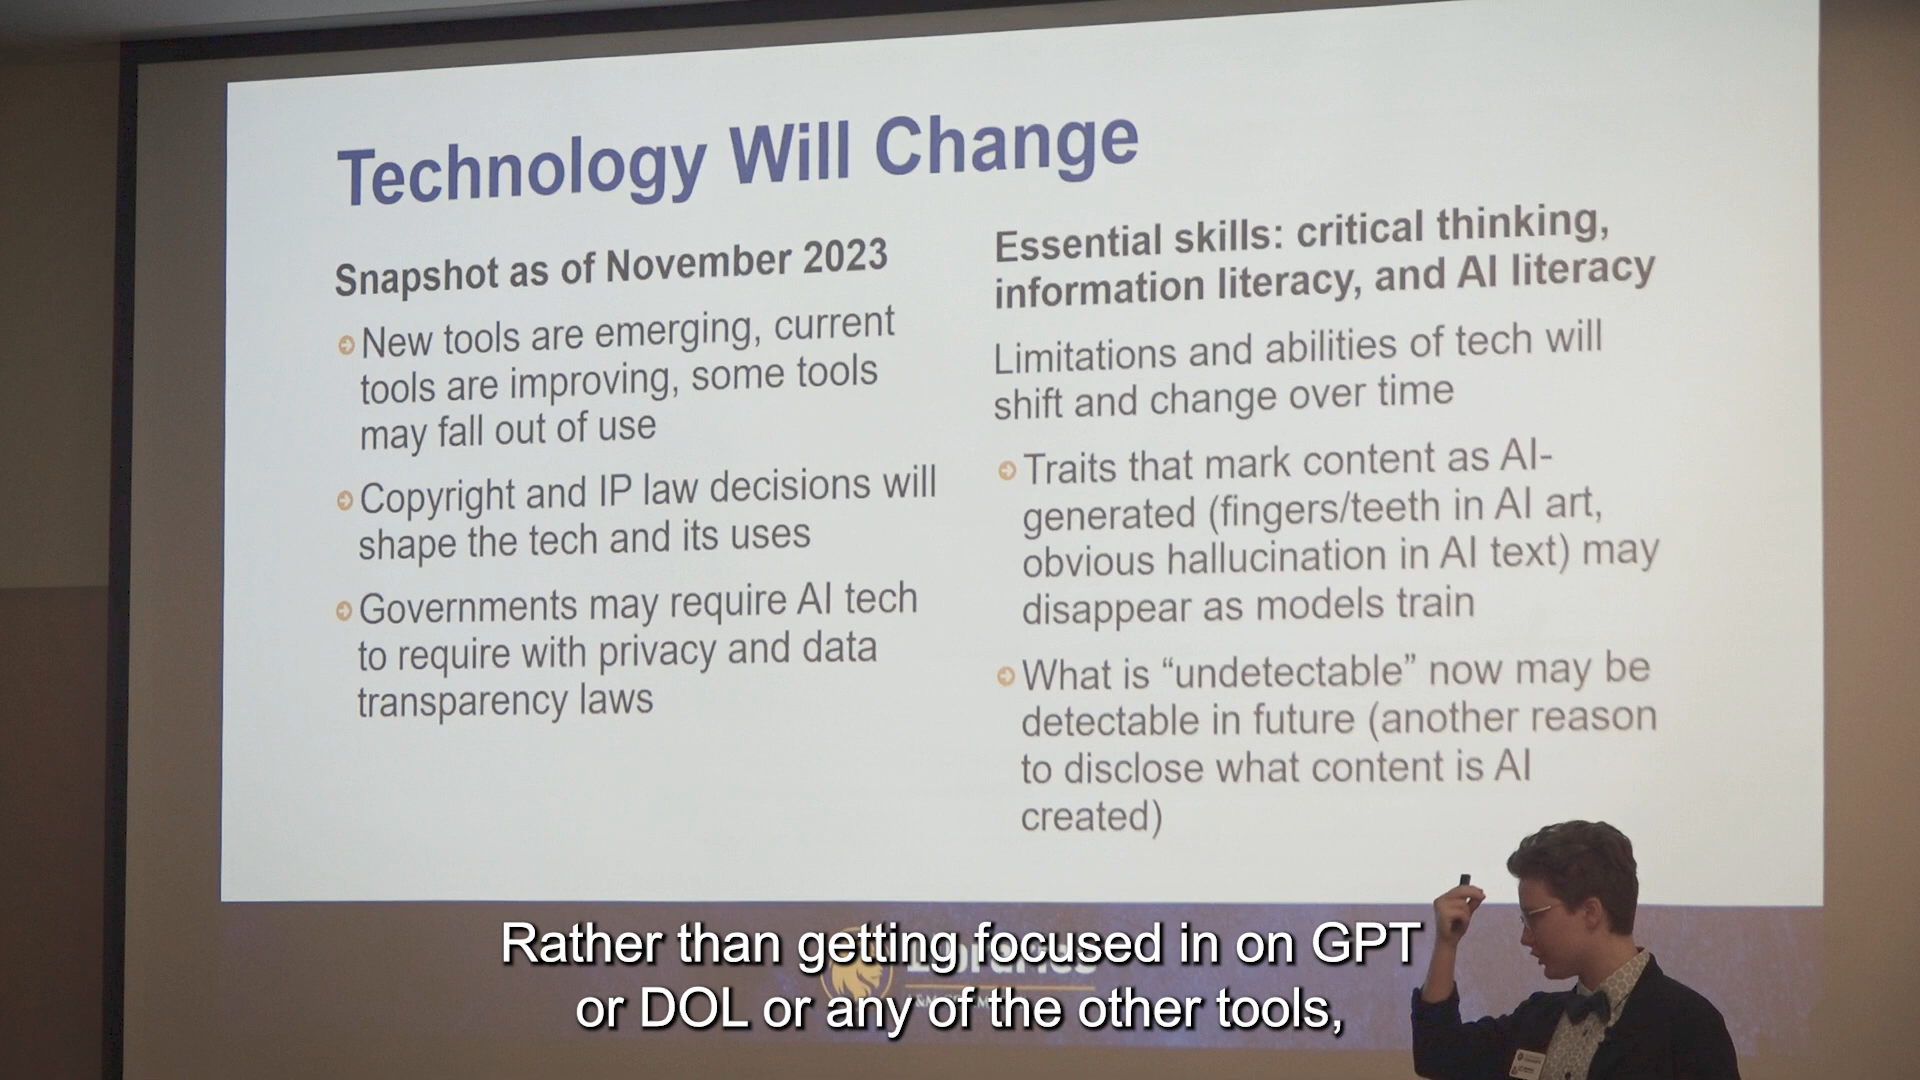 Technology Will Change
Snapshot as of November 2023
New tools are emerging, current
tools are improving, some tools
may fall out of use
Copyright and IP law decisions will
shape the tech and its uses
Governments may require AI tech
to require with privacy and data
transparency laws
Essential skills: critical thinking,
information literacy, and AI literacy
Limitations and abilities of tech will
shift and change over time
Traits that mark content as AI-
generated (fingers/teeth in AI art,
obvious hallucination in AI text) may
disappear as models train
What is “undetectable” now may be
detectable in future (another reason
to disclose what content is AI
created)
Libraries
Rather than getting focused in on GPT
or DOL or any of the other tools,